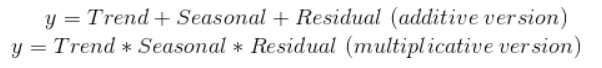 y = Trend + Seasonal + Residual (additive version)
y = Trend * Seasonal * Residual (multiplicative version)